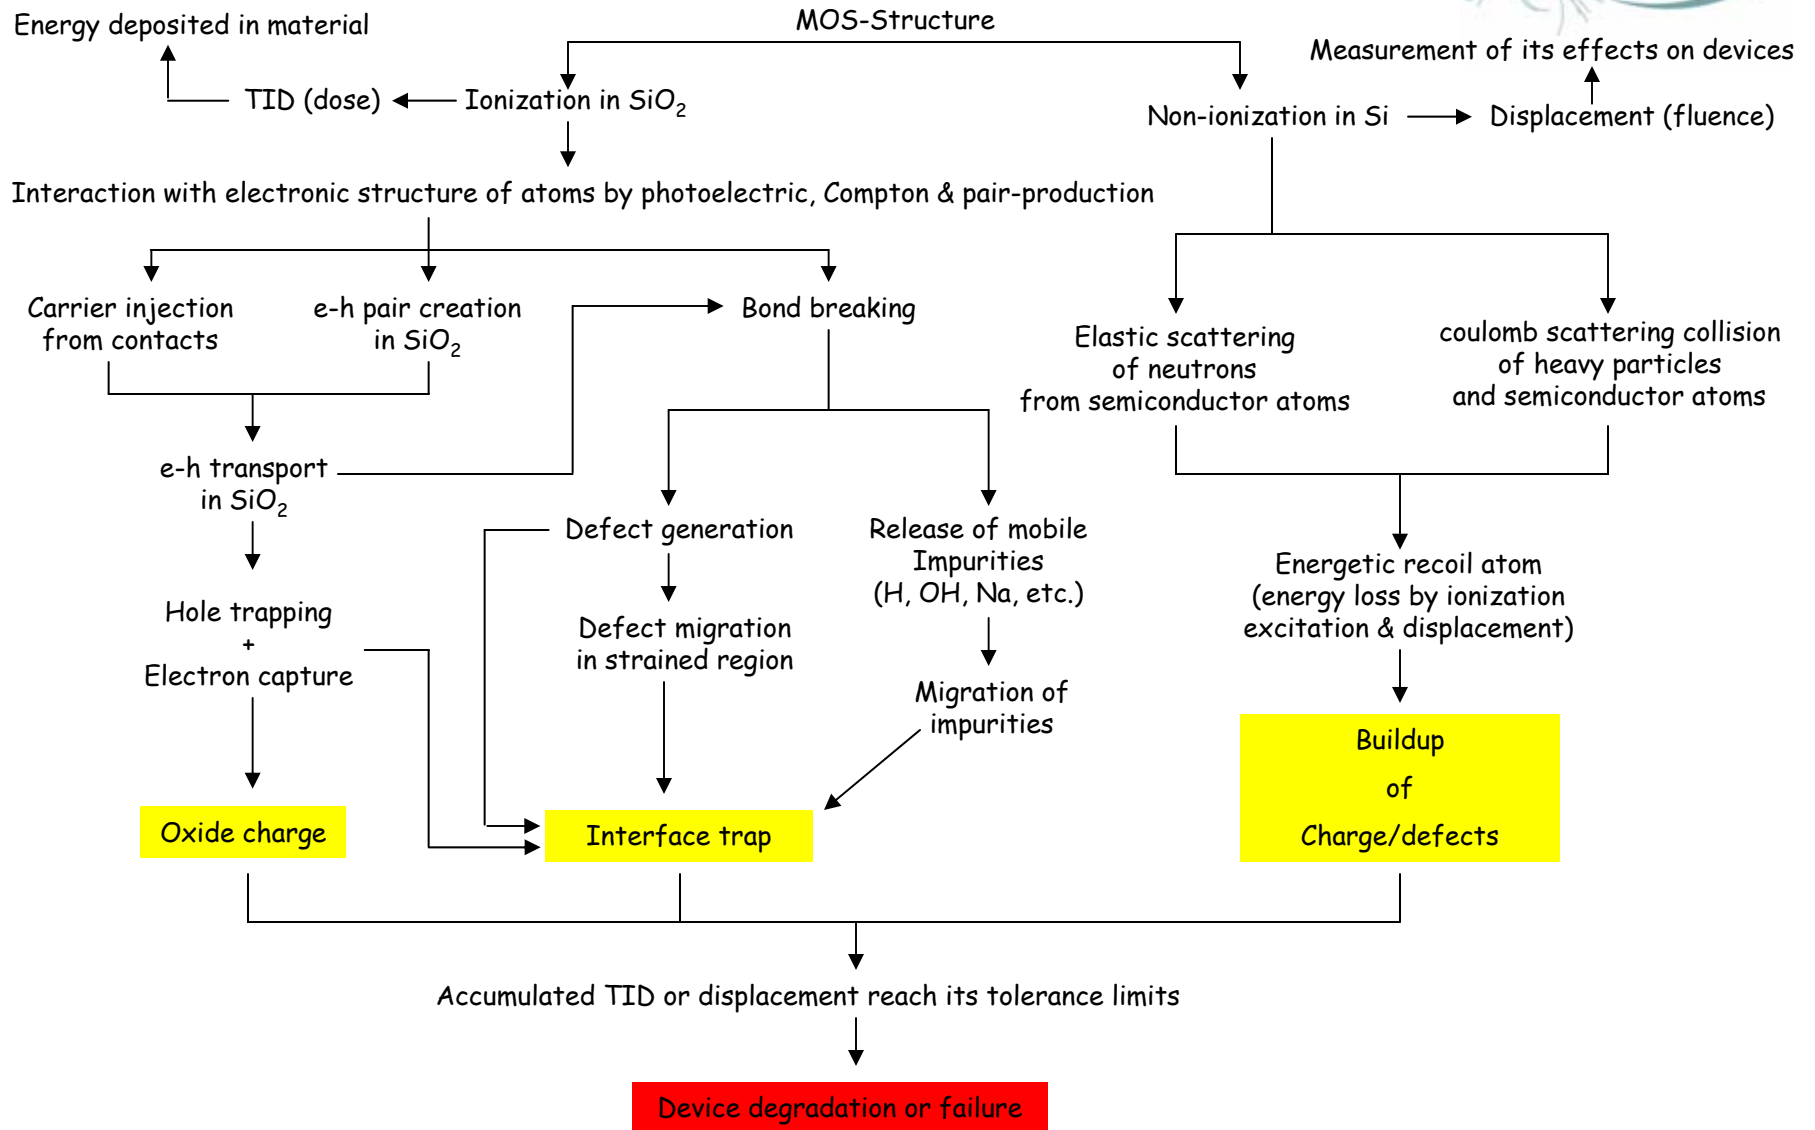 MOS-Structure
Energy deposited in material
Measurement of its effects on devices
TID (dose)
Ionization in SiO₂
Non-ionization in Si
Displacement (fluence)
Interaction with electronic structure of atoms by photoelectric, Compton & pair-production
Carrier injection
from contacts
e-h pair creation
in SiO₂
Bond breaking
Elastic scattering
of neutrons
from semiconductor atoms
coulomb scattering collision
of heavy particles
and semiconductor atoms
e-h transport
in SiO₂
Defect generation
Release of mobile
Impurities
(H, OH, Na, etc.)
Energetic recoil atom
(energy loss by ionization
excitation & displacement)
Hole trapping
+
Electron capture
Defect migration
in strained region
Migration of
impurities
Buildup
of
Charge/defects
Oxide charge
Interface trap
Accumulated TID or displacement reach its tolerance limits
Device degradation or failure